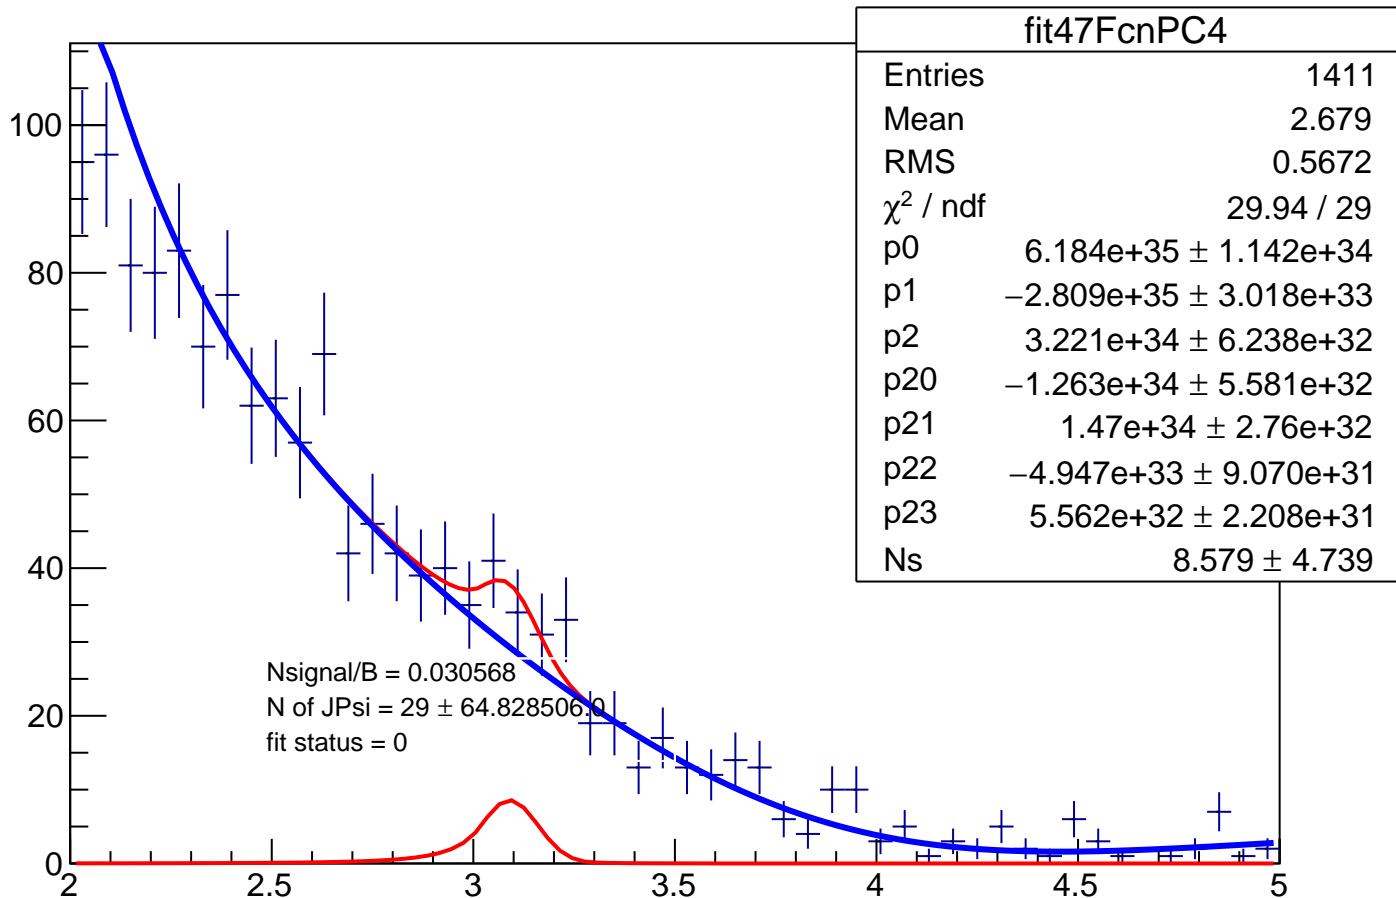 fit47FcnPC4
Entries 1411
Mean 2.679
RMS 0.5672
χ² / ndf 29.94 / 29
p0 6.184e+35 ± 1.142e+34
p1 −2.809e+35 ± 3.018e+33
p2 3.221e+34 ± 6.238e+32
p20 −1.263e+34 ± 5.581e+32
p21 1.47e+34 ± 2.76e+32
p22 −4.947e+33 ± 9.070e+31
p23 5.562e+32 ± 2.208e+31
Ns 8.579 ± 4.739
100
80
60
40
20
0
Nsignal/B = 0.030568
N of JPsi = 29 ± 64.828506.0
fit status = 0
2 2.5 3 3.5 4 4.5 5